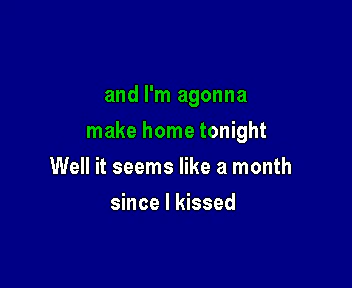 and I'm agonna
make home tonight
Well it seems like a month
since I kissed